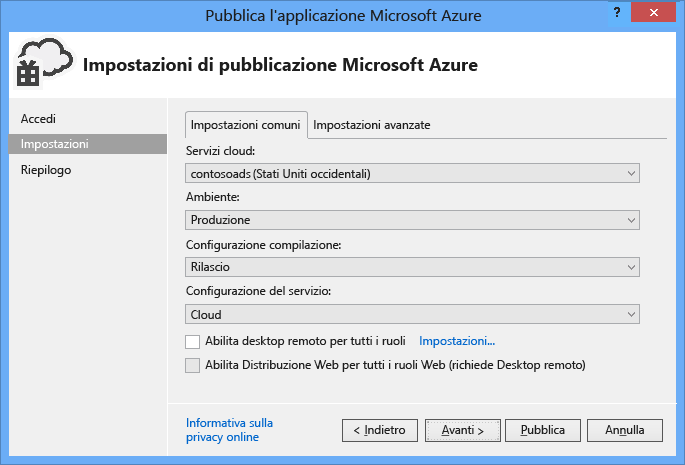 Pubblica l'applicazione Microsoft Azure
?
Impostazioni di pubblicazione Microsoft Azure
Accedi
Impostazioni
Riepilogo
Impostazioni comuni
Impostazioni avanzate
Servizi cloud:
contosoads (Stati Uniti occidentali)
Ambiente:
Produzione
Configurazione compilazione:
Rilascio
Configurazione del servizio:
Cloud
Abilita desktop remoto per tutti i ruoli Impostazioni...
Abilita Distribuzione Web per tutti i ruoli Web (richiede Desktop remoto)
Informativa sulla
privacy online
< Indietro
Avanti >
Pubblica
Annulla